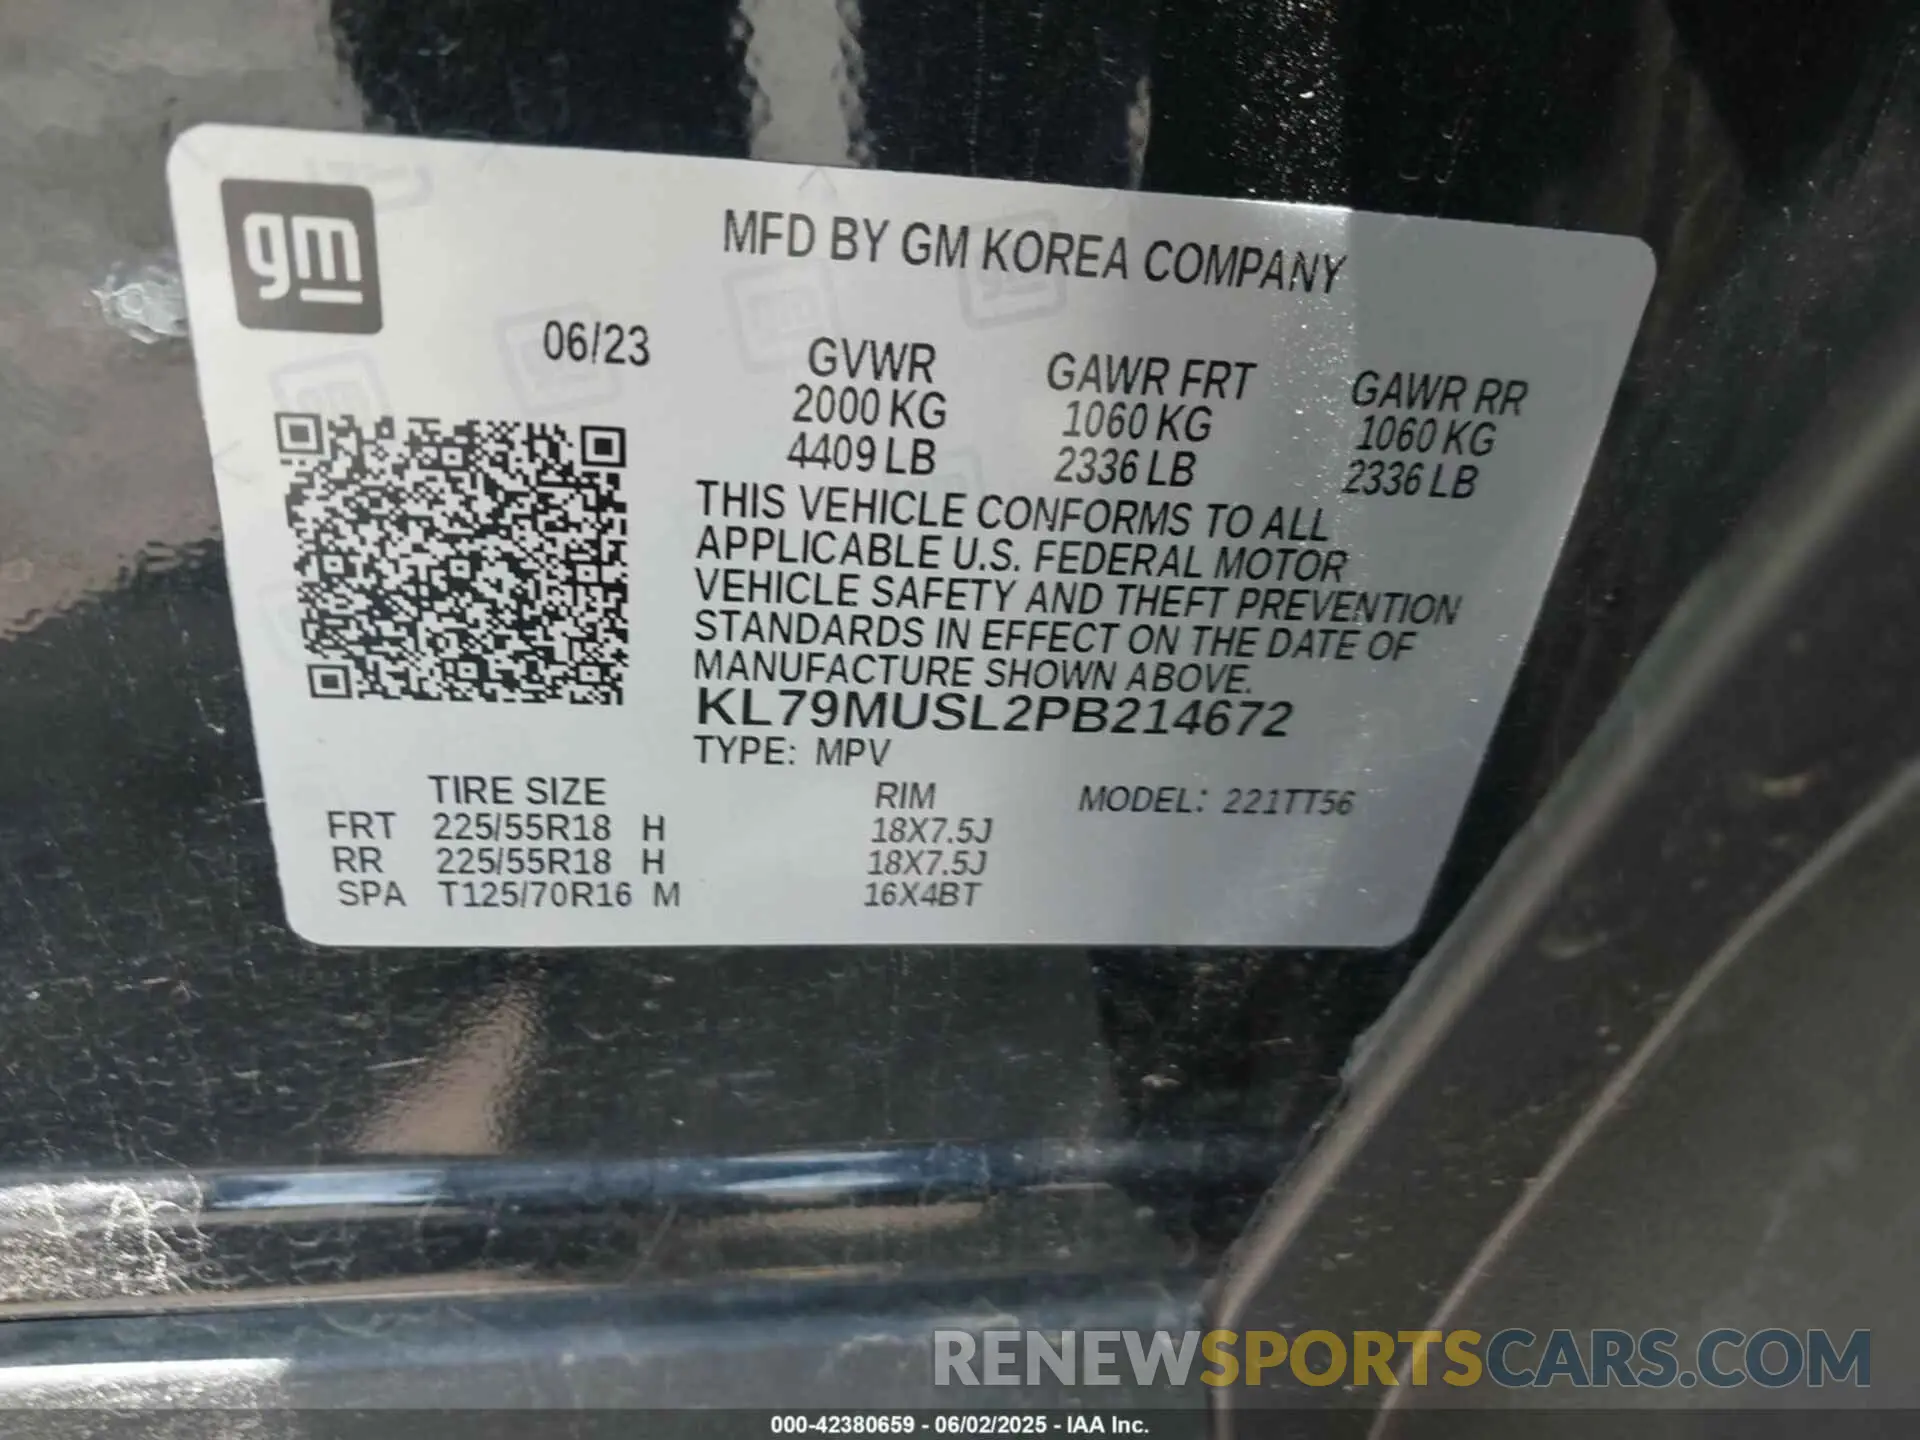 gm
MFD BY GM KOREA COMPANY
06/23
GVWR GAWR FRT GAWR RR
2000 KG 1060 KG 1060 KG
4409 LB 2336 LB 2336 LB
THIS VEHICLE CONFORMS TO ALL
APPLICABLE U.S. FEDERAL MOTOR
VEHICLE SAFETY AND THEFT PREVENTION
STANDARDS IN EFFECT ON THE DATE OF
MANUFACTURE SHOWN ABOVE.
KL79MUSL2PB214672
TYPE: MPV
TIRE SIZE RIM MODEL: 221TT56
FRT 225/55R18 H 18X7.5J
RR 225/55R18 H 18X7.5J
SPA T125/70R16 M 16X4BT
RENEWSPORTSCARS.COM
000-42380659 - 06/02/2025 - IAA Inc.